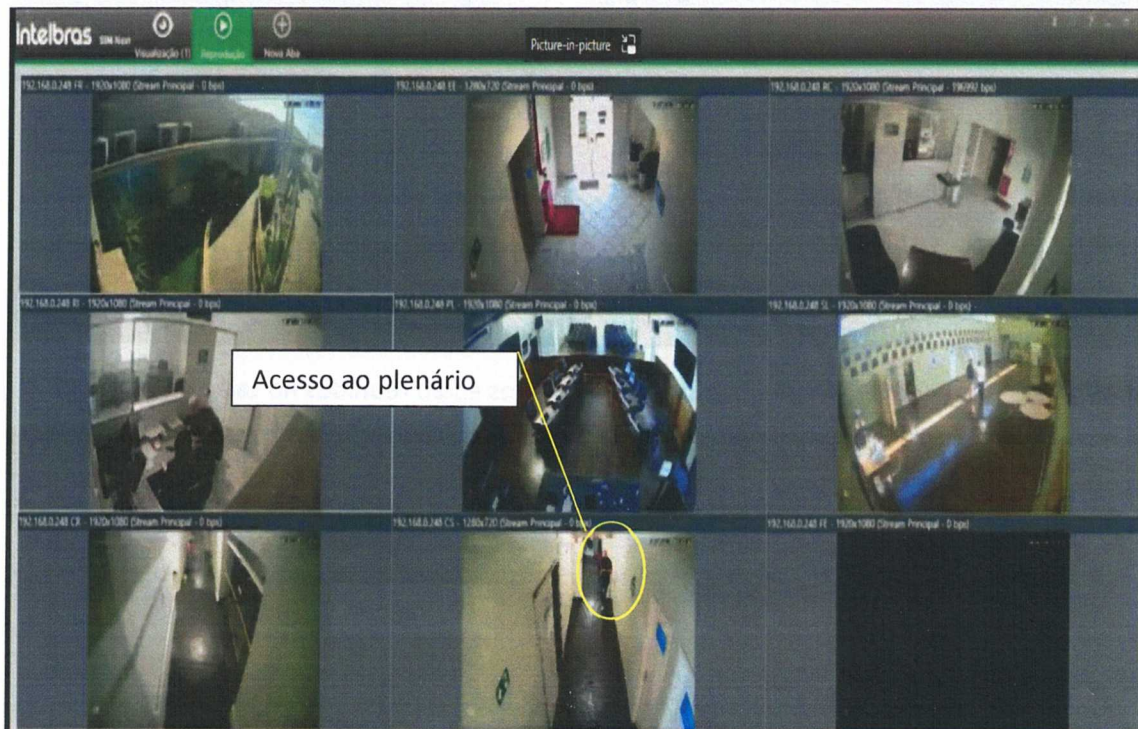 intelbras SIM Next
Visualização (1) Reprodução Nova Aba
Picture-in-picture
192.168.0.248 FR - 1920x1080 (Stream Principal - 0 bps)
192.168.0.248 EE - 1280x720 (Stream Principal - 0 bps)
192.168.0.248 RC - 1920x1080 (Stream Principal - 196992 bps)
192.168.0.248 RI - 1920x1080 (Stream Principal - 0 bps)
192.168.0.248 PL - 1920x1080 (Stream Principal - 0 bps)
192.168.0.248 SL - 1920x1080 (Stream Principal - 0 bps)
Acesso ao plenário
192.168.0.248 CR - 1920x1080 (Stream Principal - 0 bps)
192.168.0.248 CS - 1280x720 (Stream Principal - 0 bps)
192.168.0.248 FE - 1920x1080 (Stream Principal - 0 bps)